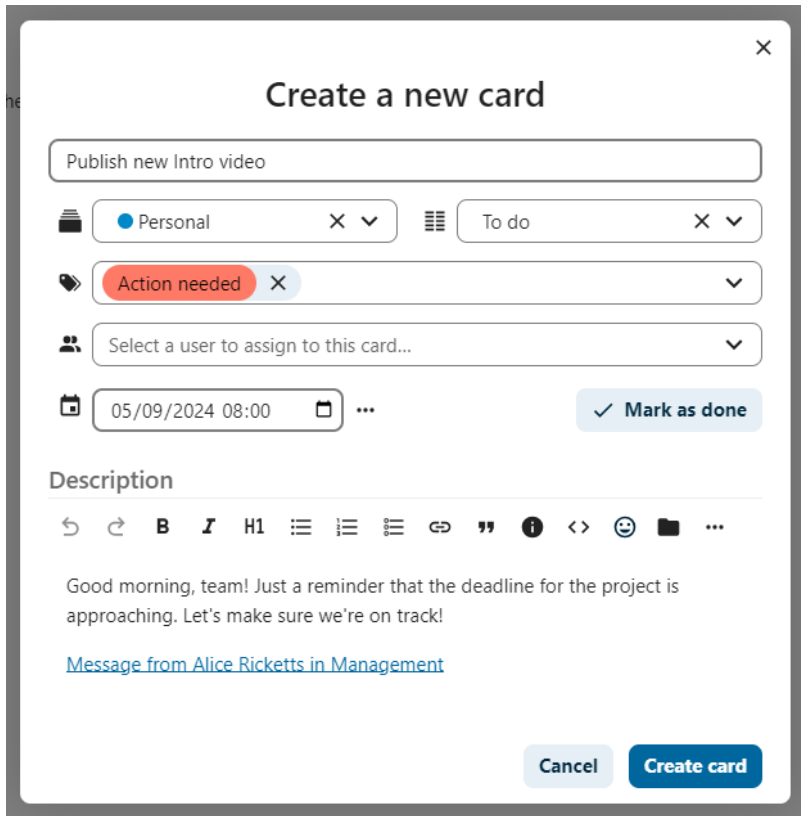 he
Create a new card
Publish new Intro video
Personal
To do
Action needed
Select a user to assign to this card...
05/09/2024 08:00
Mark as done
Description
B I H1
Good morning, team! Just a reminder that the deadline for the project is
approaching. Let's make sure we're on track!
Message from Alice Ricketts in Management
Cancel Create card